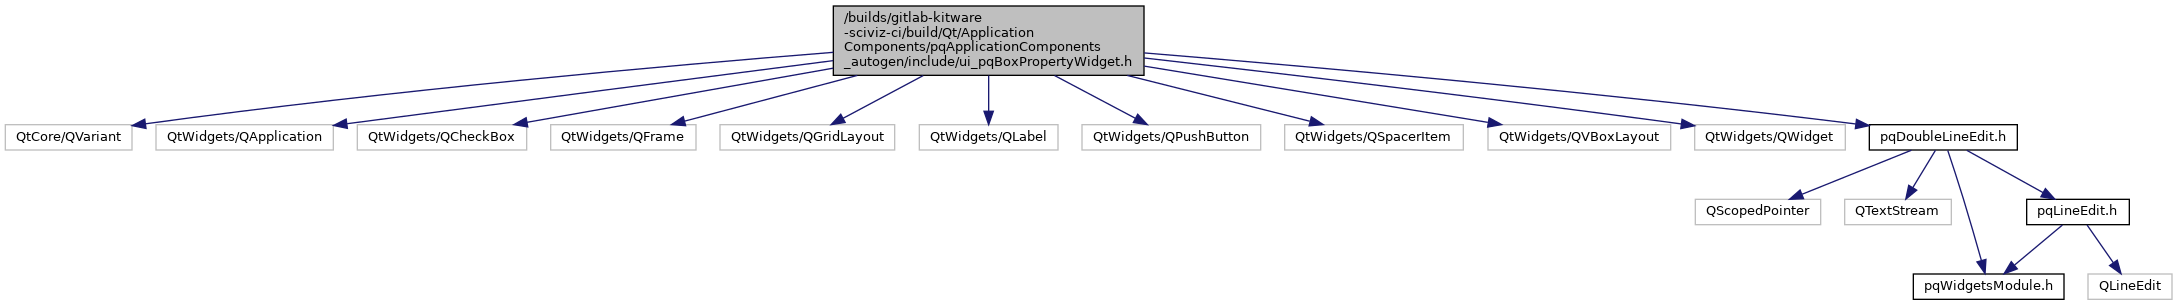 /builds/gitlab-kitware
-sciviz-ci/build/Qt/Application
Components/pqApplicationComponents
_autogen/include/ui_pqBoxPropertyWidget.h
QtCore/QVariant
QtWidgets/QApplication
QtWidgets/QCheckBox
QtWidgets/QFrame
QtWidgets/QGridLayout
QtWidgets/QLabel
QtWidgets/QPushButton
QtWidgets/QSpacerItem
QtWidgets/QVBoxLayout
QtWidgets/QWidget
pqDoubleLineEdit.h
QScopedPointer
QTextStream
pqLineEdit.h
pqWidgetsModule.h
QLineEdit